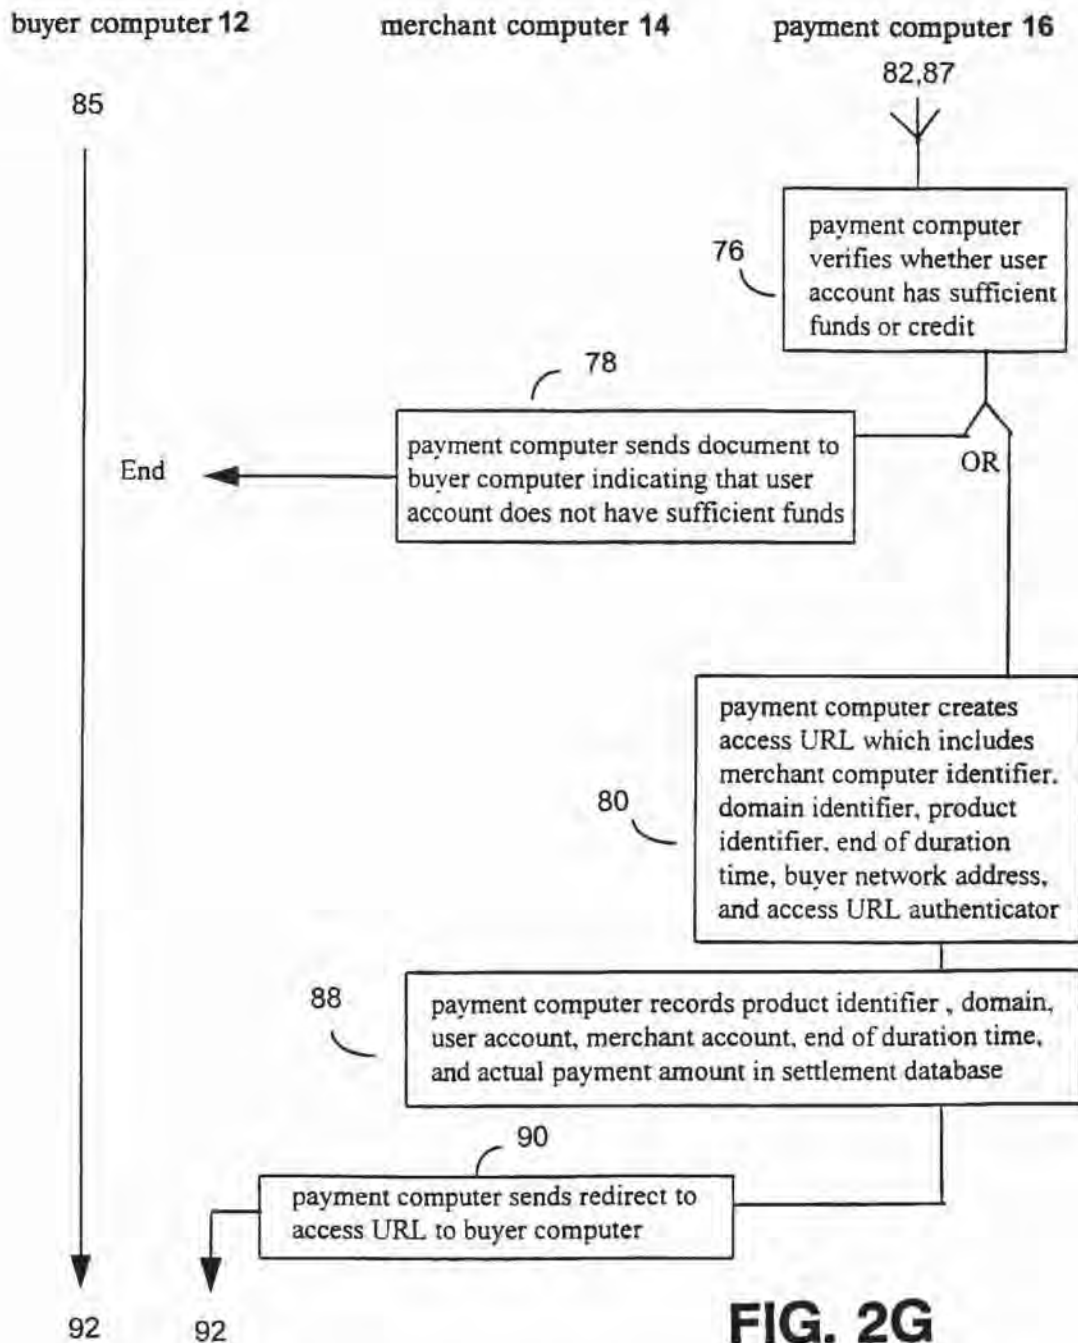 buyer computer 12 merchant computer 14 payment computer 16
82,87
85
payment computer
verifies whether user
account has sufficient
funds or credit
76
78
payment computer sends document to
buyer computer indicating that user
account does not have sufficient funds
End
OR
payment computer creates
access URL which includes
merchant computer identifier.
domain identifier, product
identifier, end of duration
time, buyer network address,
and access URL authenticator
80
88
payment computer records product identifier , domain,
user account, merchant account, end of duration time,
and actual payment amount in settlement database
90
payment computer sends redirect to
access URL to buyer computer
92 92
FIG. 2G